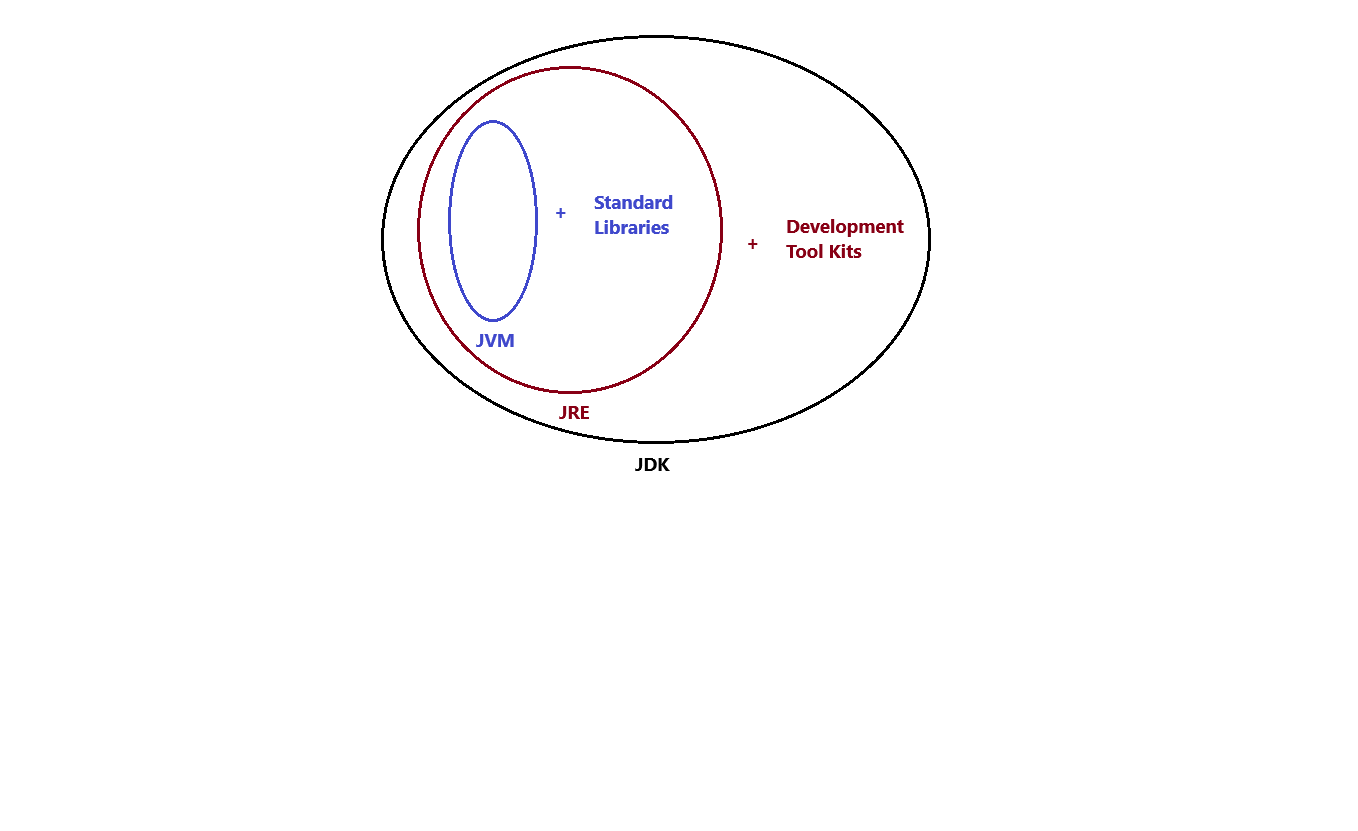 +
Standard
Libraries
+
Development
Tool Kits
JVM
JRE
JDK